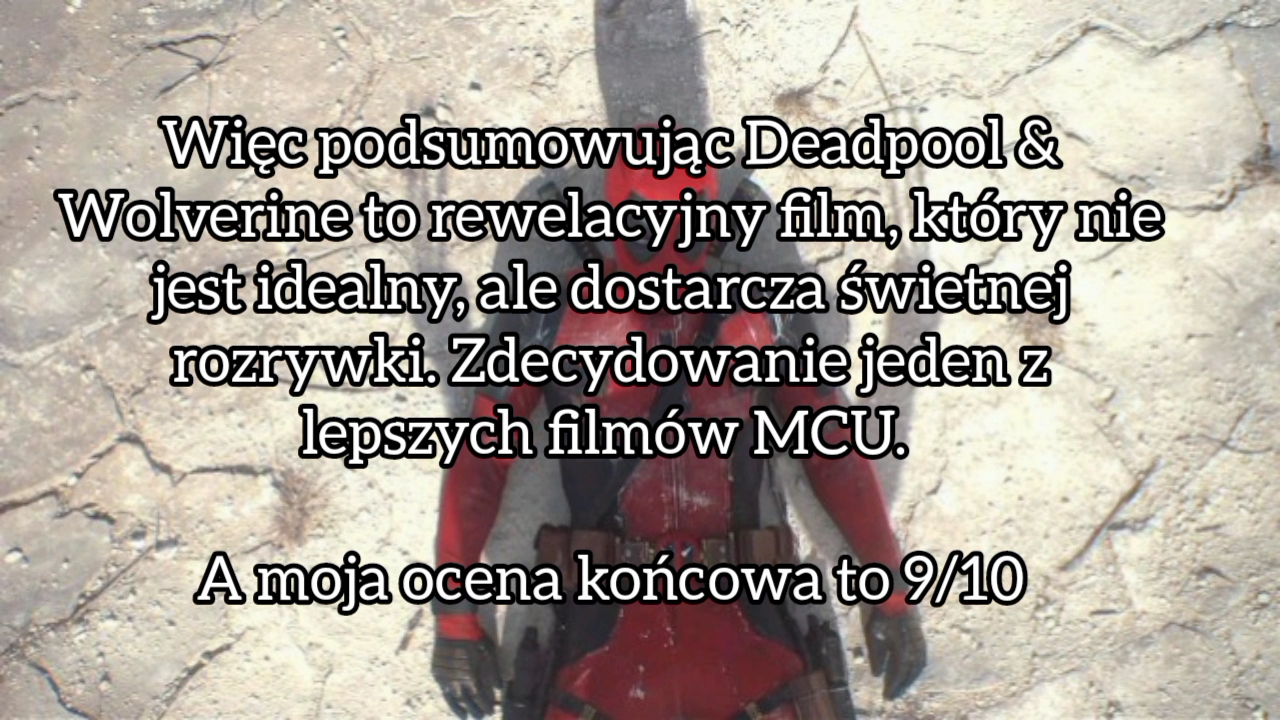 Więc podsumowując Deadpool &
Wolverine to rewelacyjny film, który nie
jest idealny, ale dostarcza świetnej
rozrywki. Zdecydowanie jeden z
lepszych filmów MCU.
A moja ocena końcowa to 9/10